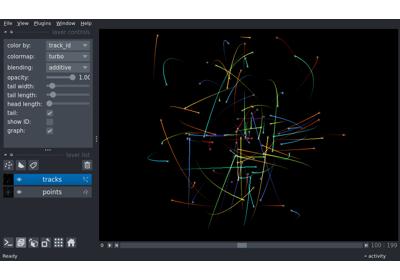 File View Plugins Window Help
layer controls
color by: track_id
colormap: turbo
blending: additive
opacity: 1.00
tail width:
tail length:
head length:
tail:
show ID:
graph:
layer list
tracks
points
0 100 199
Ready activity